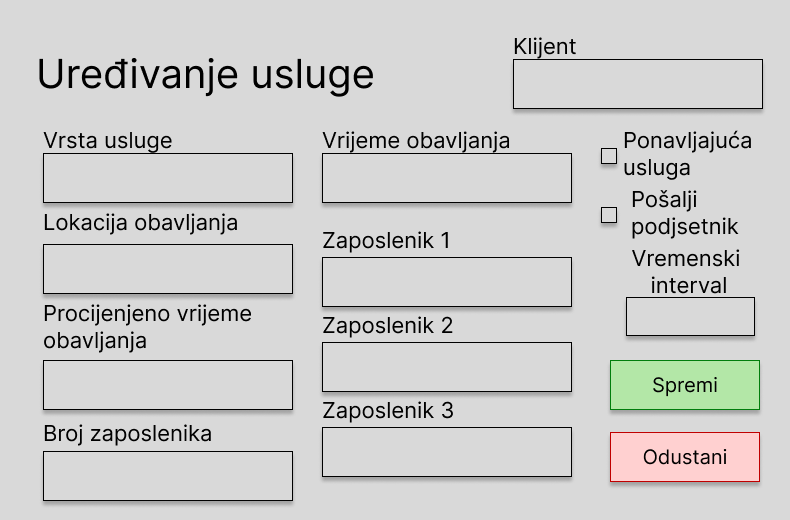 Uređivanje usluge
Klijent
Vrsta usluge
Lokacija obavljanja
Procijenjeno vrijeme
obavljanja
Broj zaposlenika
Vrijeme obavljanja
Zaposlenik 1
Zaposlenik 2
Zaposlenik 3
Ponavljajuća
usluga
Pošalji
podjsetnik
Vremenski
interval
Spremi
Odustani